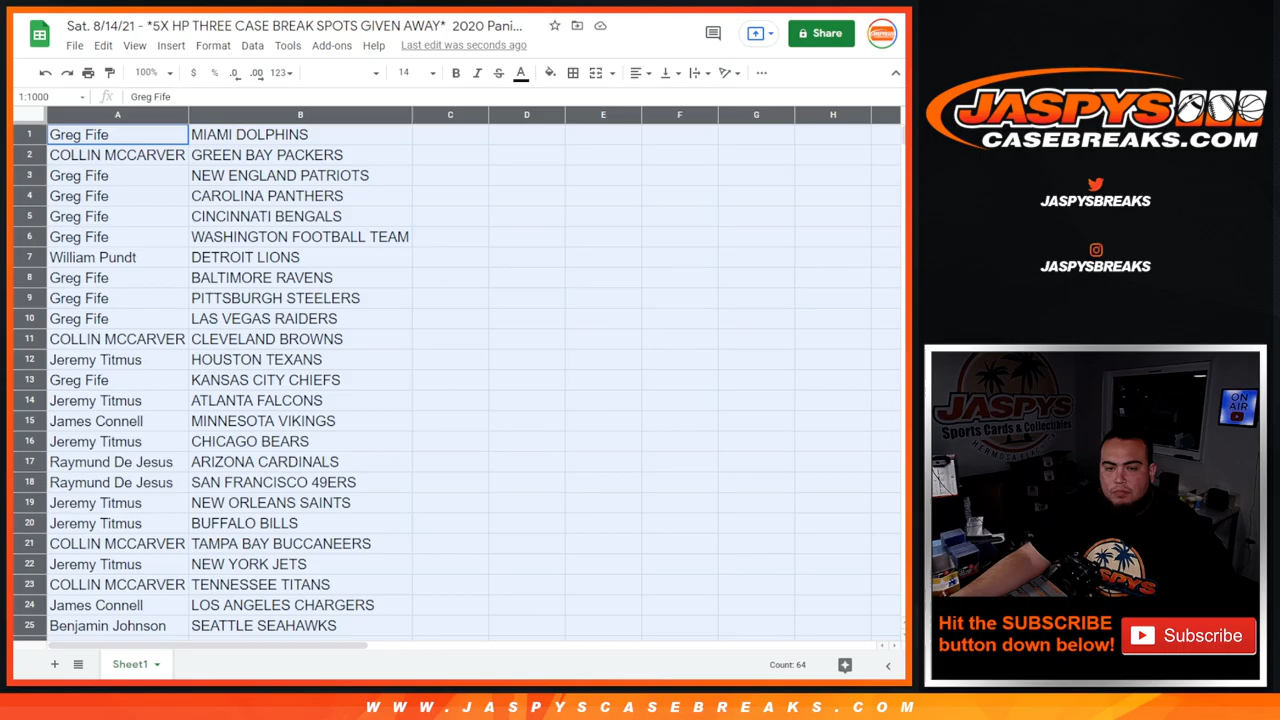 Sat. 8/14/21 - *5X HP THREE CASE BREAK SPOTS GIVEN AWAY* 2020 Pani
File Edit View Insert Format Data Tools Add-ons Help Last edit was seconds ago
Share
100% $ % .0 .00 123 14 B I S A
1:1000 fx Greg Fife
A B C D E F G H
1 Greg Fife MIAMI DOLPHINS
2 COLLIN MCCARVER GREEN BAY PACKERS
3 Greg Fife NEW ENGLAND PATRIOTS
4 Greg Fife CAROLINA PANTHERS
5 Greg Fife CINCINNATI BENGALS
6 Greg Fife WASHINGTON FOOTBALL TEAM
7 William Pundt DETROIT LIONS
8 Greg Fife BALTIMORE RAVENS
9 Greg Fife PITTSBURGH STEELERS
10 Greg Fife LAS VEGAS RAIDERS
11 COLLIN MCCARVER CLEVELAND BROWNS
12 Jeremy Titmus HOUSTON TEXANS
13 Greg Fife KANSAS CITY CHIEFS
14 Jeremy Titmus ATLANTA FALCONS
15 James Connell MINNESOTA VIKINGS
16 Jeremy Titmus CHICAGO BEARS
17 Raymund De Jesus ARIZONA CARDINALS
18 Raymund De Jesus SAN FRANCISCO 49ERS
19 Jeremy Titmus NEW ORLEANS SAINTS
20 Jeremy Titmus BUFFALO BILLS
21 COLLIN MCCARVER TAMPA BAY BUCCANEERS
22 Jeremy Titmus NEW YORK JETS
23 COLLIN MCCARVER TENNESSEE TITANS
24 James Connell LOS ANGELES CHARGERS
25 Benjamin Johnson SEATTLE SEAHAWKS
Sheet1
Count: 64
JASPYS
CASEBREAKS.COM
JASPYSBREAKS
JASPYSBREAKS
JASPYS
Sports Cards & Collectibles
HERMOSA BEACH
ON
AIR
JASPYS
Hit the SUBSCRIBE
button down below!
Subscribe
WWW.JASPYSCASEBREAKS.COM